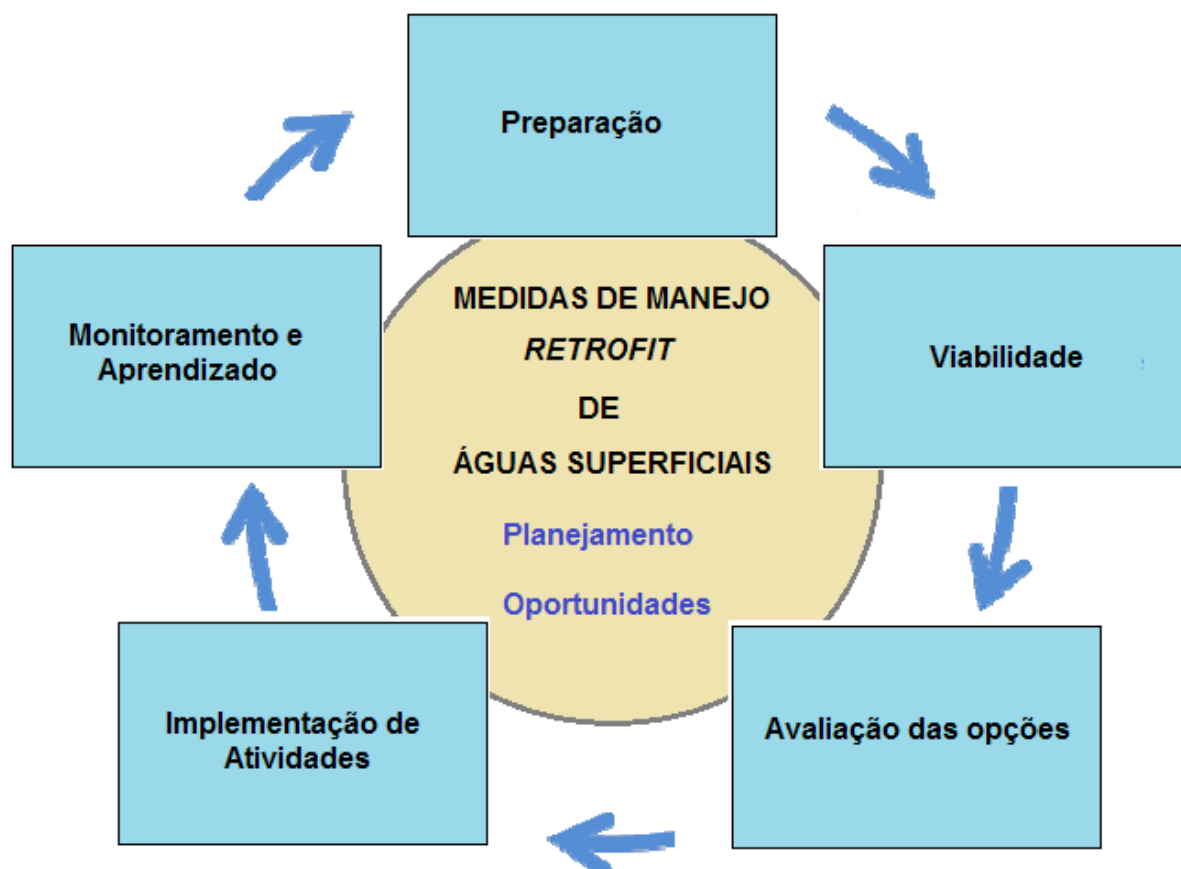 Preparação
MEDIDAS DE MANEJO
RETROFIT
DE
ÁGUAS SUPERFICIAIS
Planejamento
Oportunidades
Viabilidade
Avaliação das opções
Implementação de
Atividades
Monitoramento e
Aprendizado